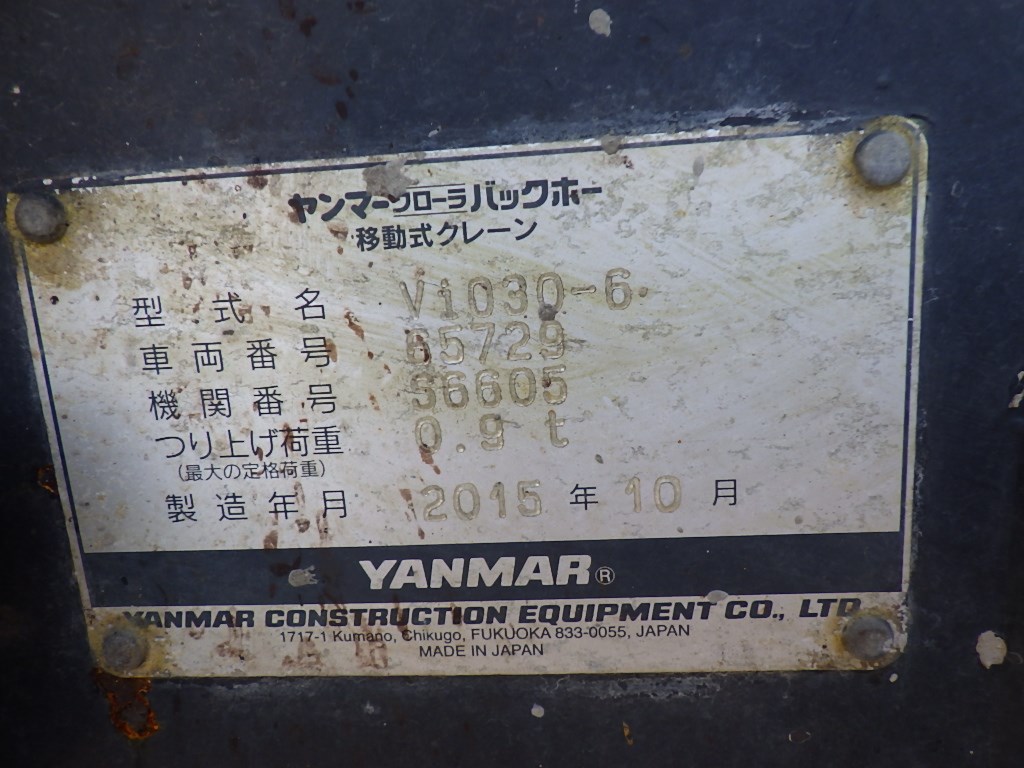 ヤンマークローラバックホー
移動式クレーン
型式名 ViO30-6
車両番号 65729
機関番号 S6605
つり上げ荷重 0.9 t
(最大の定格荷重)
製造年月 2015 年 10 月
YANMAR®
YANMAR CONSTRUCTION EQUIPMENT CO., LTD.
1717-1 Kumano, Chikugo, FUKUOKA 833-0055, JAPAN
MADE IN JAPAN